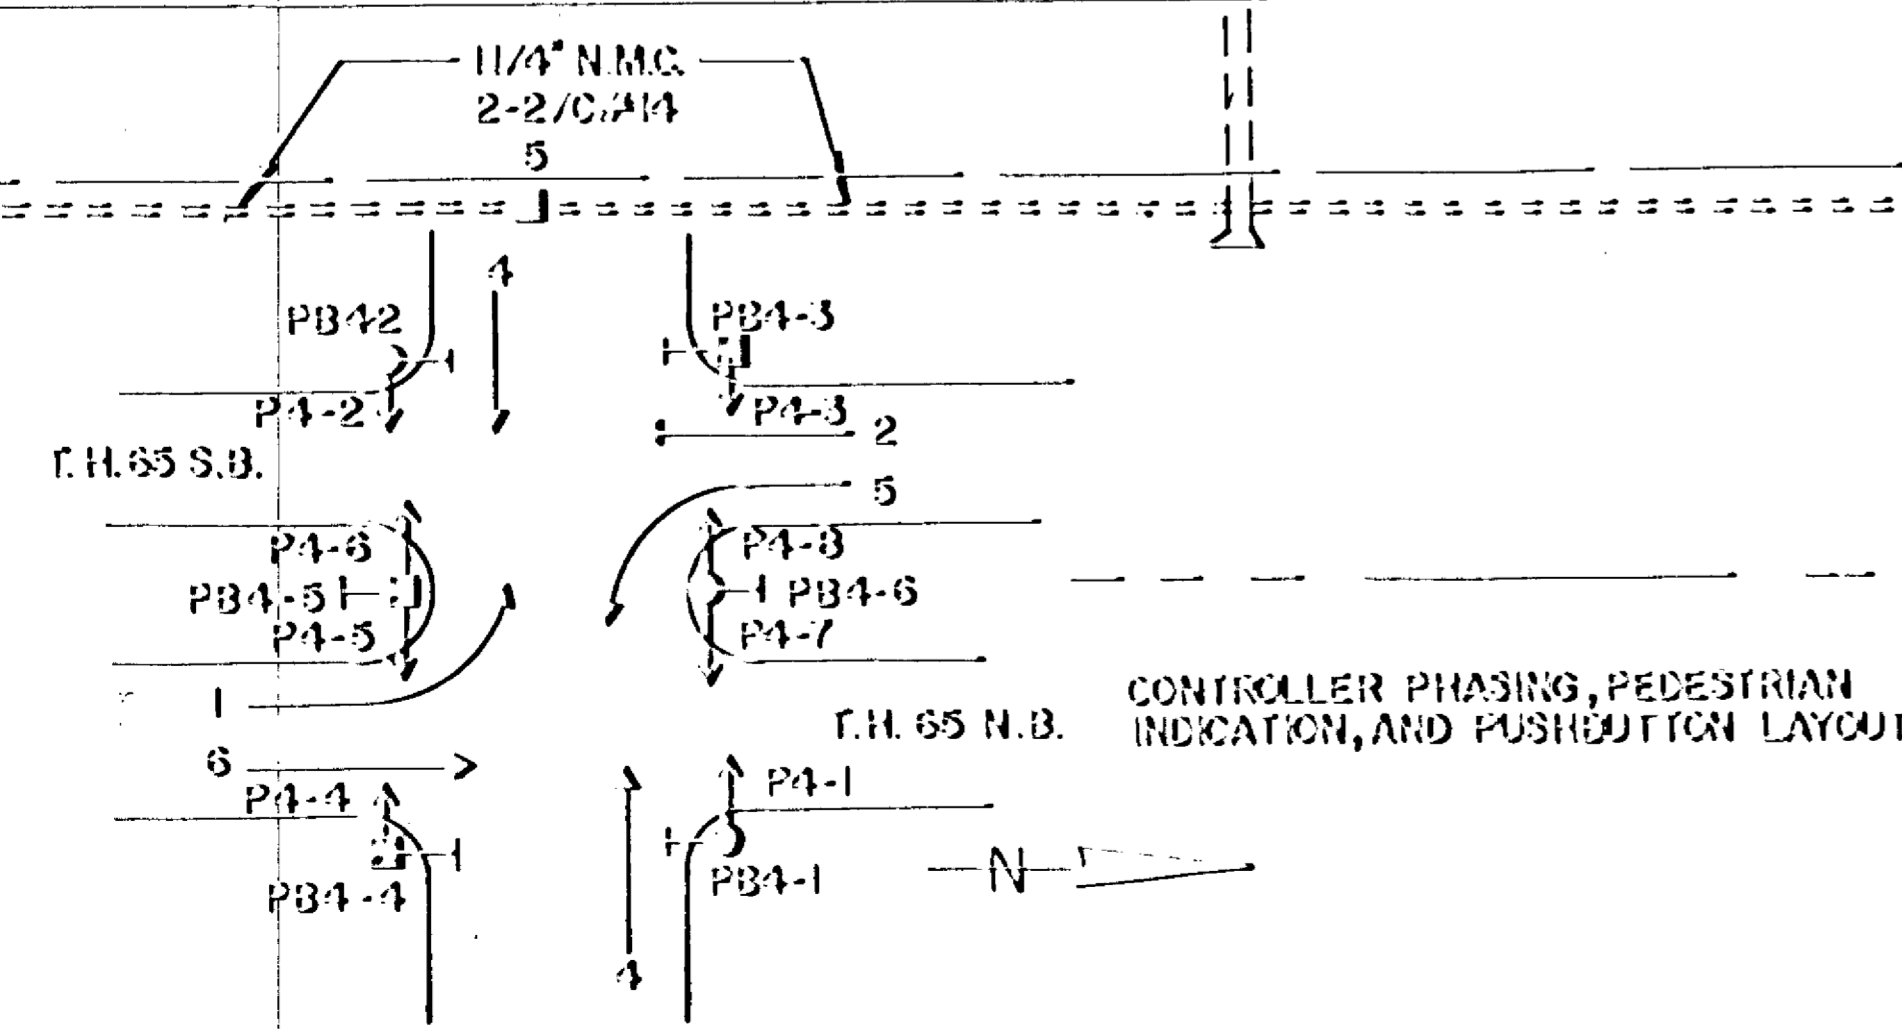 1 1/4" N.M.C.
2-2/C.#14
5
4
PB42
PB4-3
P4-2
P4-3
2
T.H.65 S.B.
5
P4-6
P4-8
PB4-5
PB4-6
P4-5
P4-7
1
T.H. 65 N.B.
CONTROLLER PHASING, PEDESTRIAN
INDICATION, AND PUSHBUTTON LAYOUT
6
P4-4
P4-1
PB4-4
PB4-1
N
4